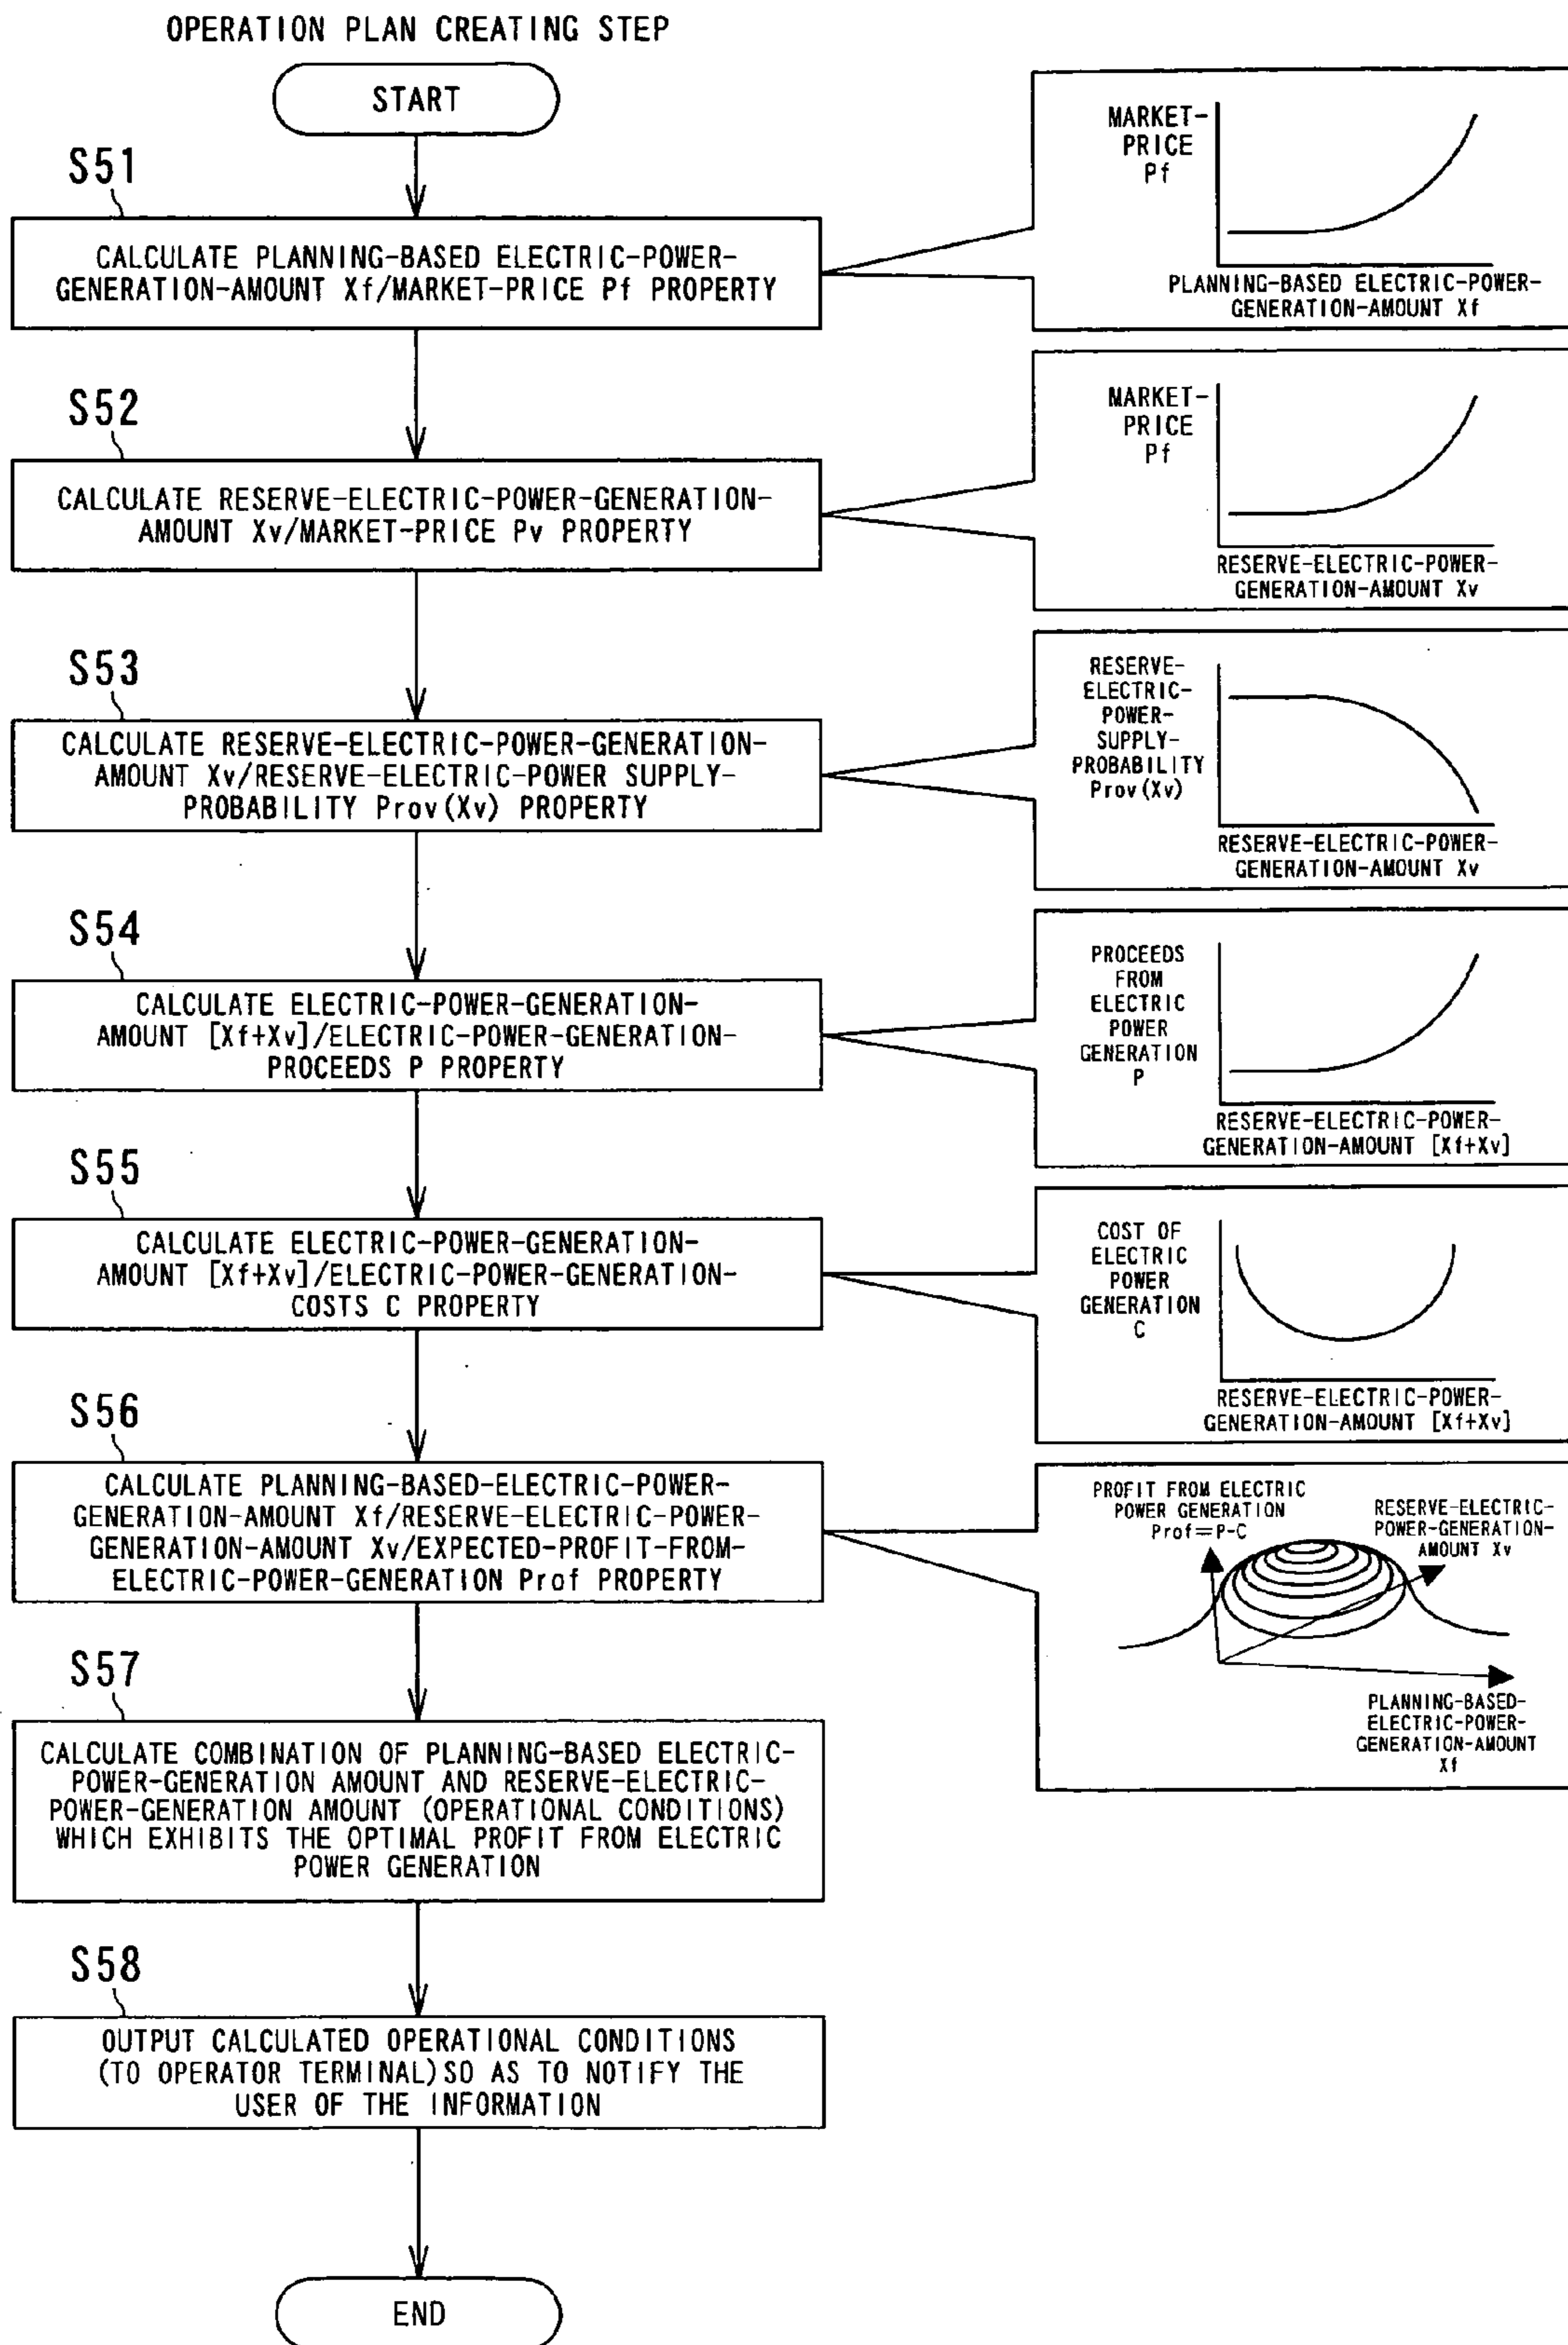 OPERATION PLAN CREATING STEP
START
S51
CALCULATE PLANNING-BASED ELECTRIC-POWER-
GENERATION-AMOUNT Xf/MARKET-PRICE Pf PROPERTY
MARKET-
PRICE
Pf
PLANNING-BASED ELECTRIC-POWER-
GENERATION-AMOUNT Xf
S52
CALCULATE RESERVE-ELECTRIC-POWER-GENERATION-
AMOUNT Xv/MARKET-PRICE Pv PROPERTY
MARKET-
PRICE
Pf
RESERVE-ELECTRIC-POWER-
GENERATION-AMOUNT Xv
S53
CALCULATE RESERVE-ELECTRIC-POWER-GENERATION-
AMOUNT Xv/RESERVE-ELECTRIC-POWER SUPPLY-
PROBABILITY Prov(Xv) PROPERTY
RESERVE-
ELECTRIC-
POWER-
SUPPLY-
PROBABILITY
Prov(Xv)
RESERVE-ELECTRIC-POWER-
GENERATION-AMOUNT Xv
S54
CALCULATE ELECTRIC-POWER-GENERATION-
AMOUNT [Xf+Xv]/ELECTRIC-POWER-GENERATION-
PROCEEDS P PROPERTY
PROCEEDS
FROM
ELECTRIC
POWER
GENERATION
P
RESERVE-ELECTRIC-POWER-
GENERATION-AMOUNT [Xf+Xv]
S55
CALCULATE ELECTRIC-POWER-GENERATION-
AMOUNT [Xf+Xv]/ELECTRIC-POWER-GENERATION-
COSTS C PROPERTY
COST OF
ELECTRIC
POWER
GENERATION
C
RESERVE-ELECTRIC-POWER-
GENERATION-AMOUNT [Xf+Xv]
S56
CALCULATE PLANNING-BASED-ELECTRIC-POWER-
GENERATION-AMOUNT Xf/RESERVE-ELECTRIC-POWER-
GENERATION-AMOUNT Xv/EXPECTED-PROFIT-FROM-
ELECTRIC-POWER-GENERATION Prof PROPERTY
PROFIT FROM ELECTRIC
POWER GENERATION
Prof=P-C
RESERVE-ELECTRIC-
POWER-GENERATION-
AMOUNT Xv
PLANNING-BASED-
ELECTRIC-POWER-
GENERATION-AMOUNT
Xf
S57
CALCULATE COMBINATION OF PLANNING-BASED ELECTRIC-
POWER-GENERATION AMOUNT AND RESERVE-ELECTRIC-
POWER-GENERATION AMOUNT (OPERATIONAL CONDITIONS)
WHICH EXHIBITS THE OPTIMAL PROFIT FROM ELECTRIC
POWER GENERATION
S58
OUTPUT CALCULATED OPERATIONAL CONDITIONS
(TO OPERATOR TERMINAL)SO AS TO NOTIFY THE
USER OF THE INFORMATION
END